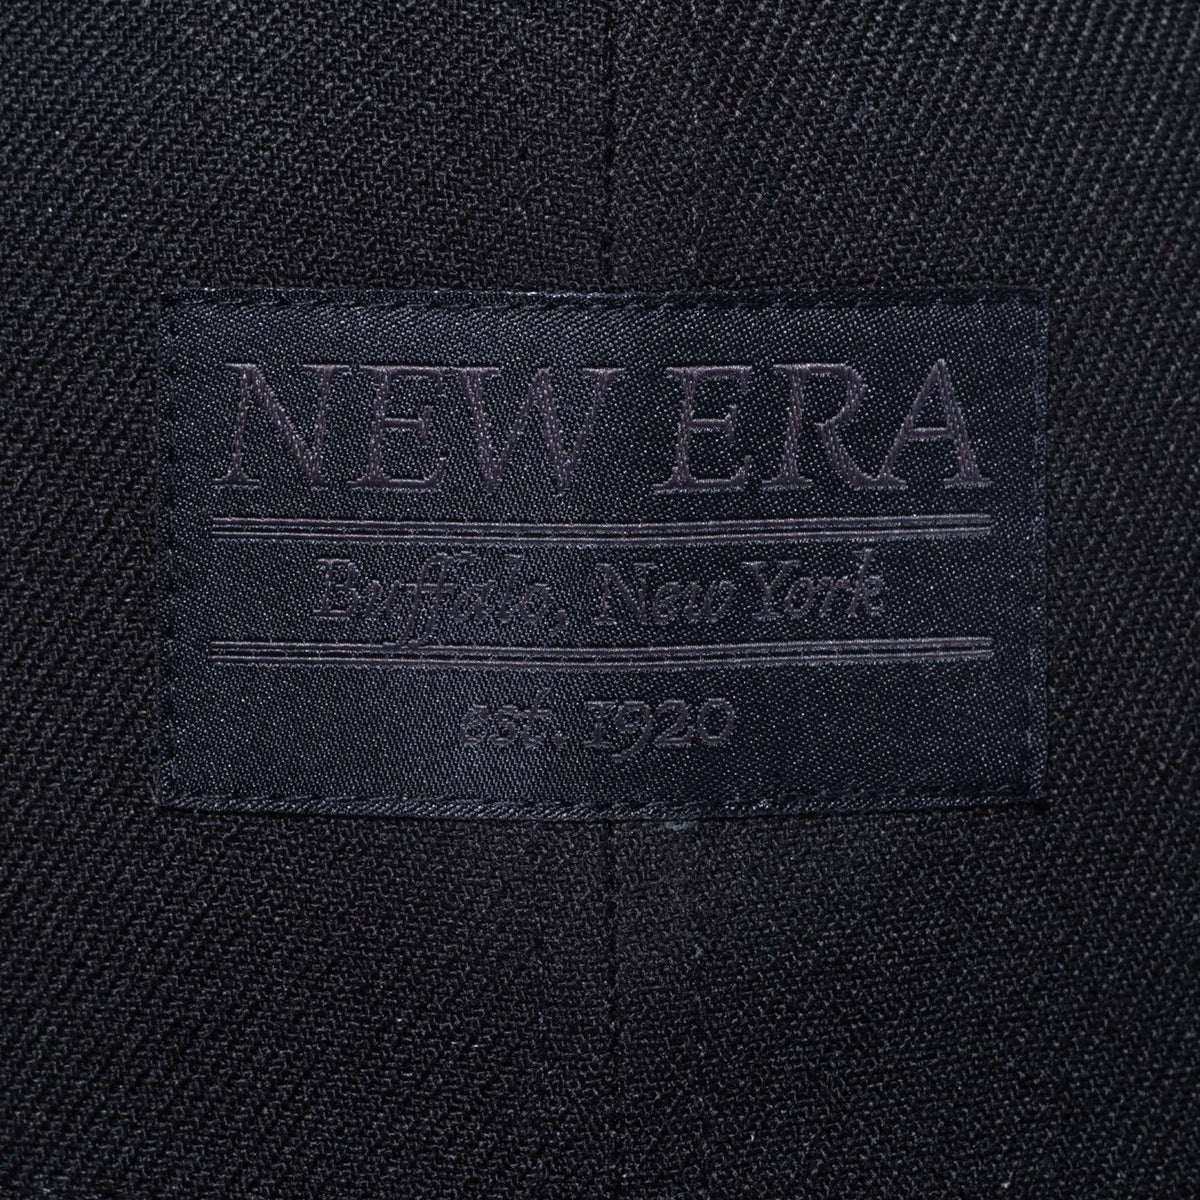 NEW ERA
Buffalo, New York
est. 1920